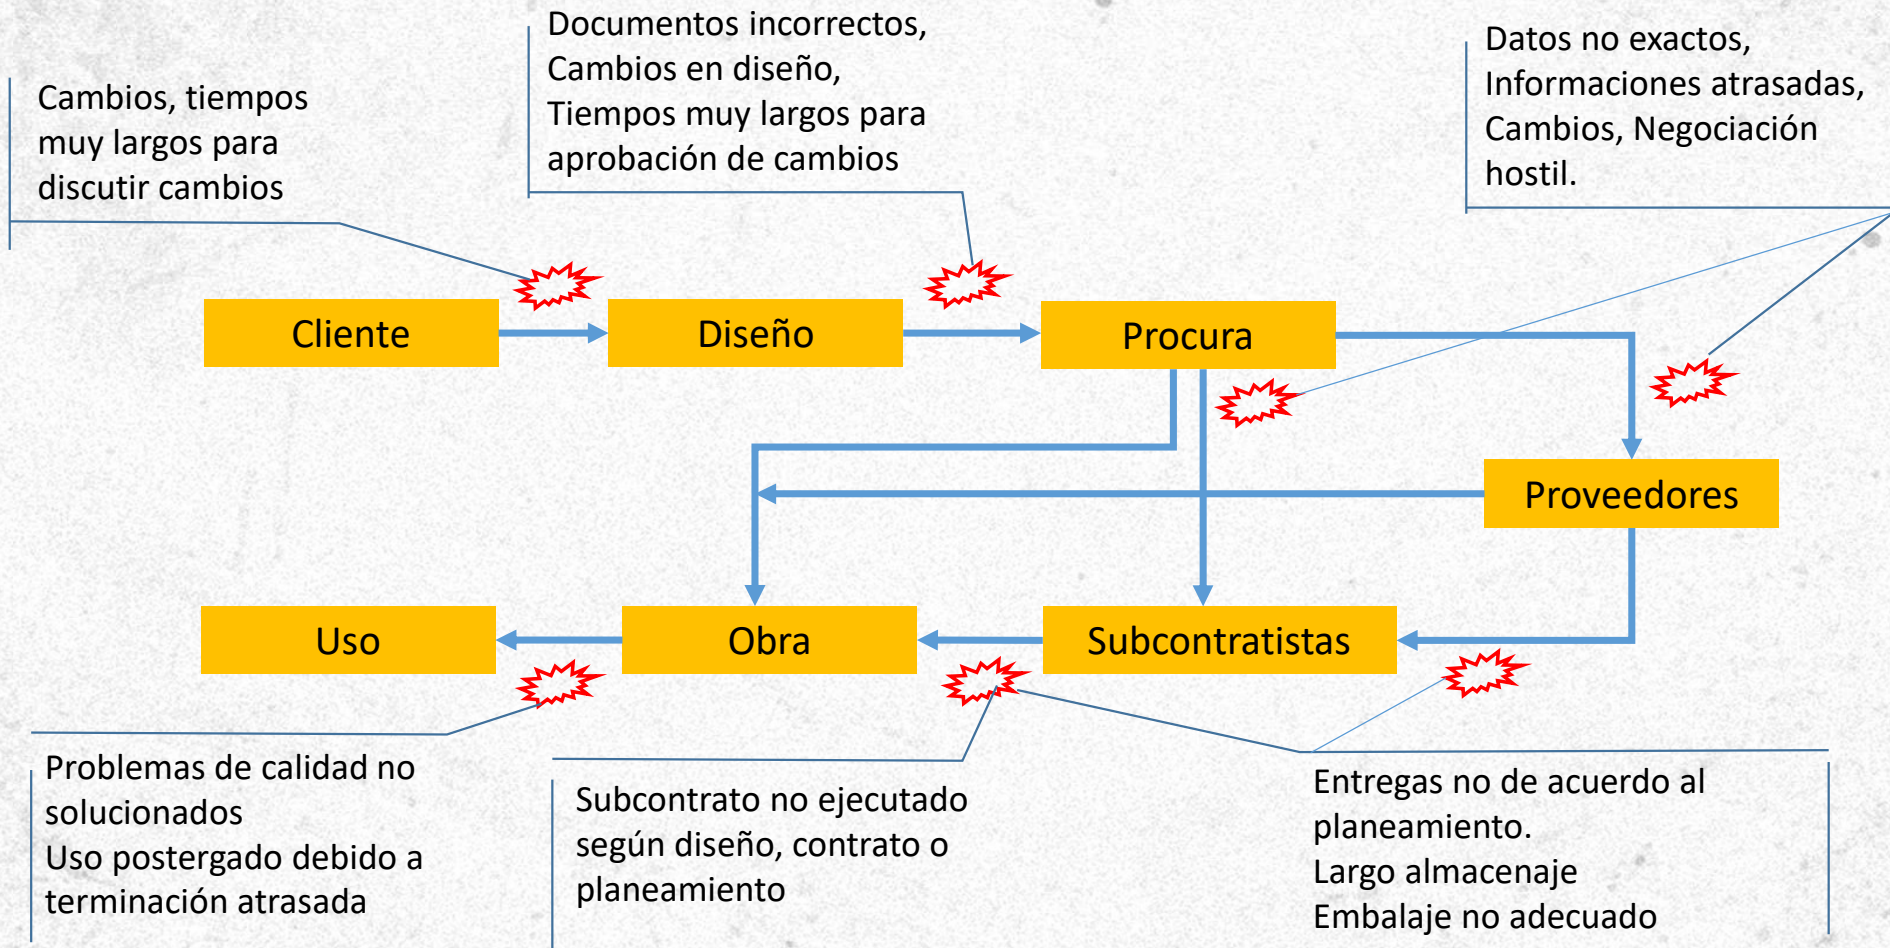 Documentos incorrectos,
Cambios en diseño,
Tiempos muy largos para
aprobación de cambios
Datos no exactos,
Informaciones atrasadas,
Cambios, Negociación
hostil.
Cambios, tiempos
muy largos para
discutir cambios
Cliente
Diseño
Procura
Proveedores
Uso
Obra
Subcontratistas
Problemas de calidad no
solucionados
Uso postergado debido a
terminación atrasada
Subcontrato no ejecutado
según diseño, contrato o
planeamiento
Entregas no de acuerdo al
planeamiento.
Largo almacenaje
Embalaje no adecuado